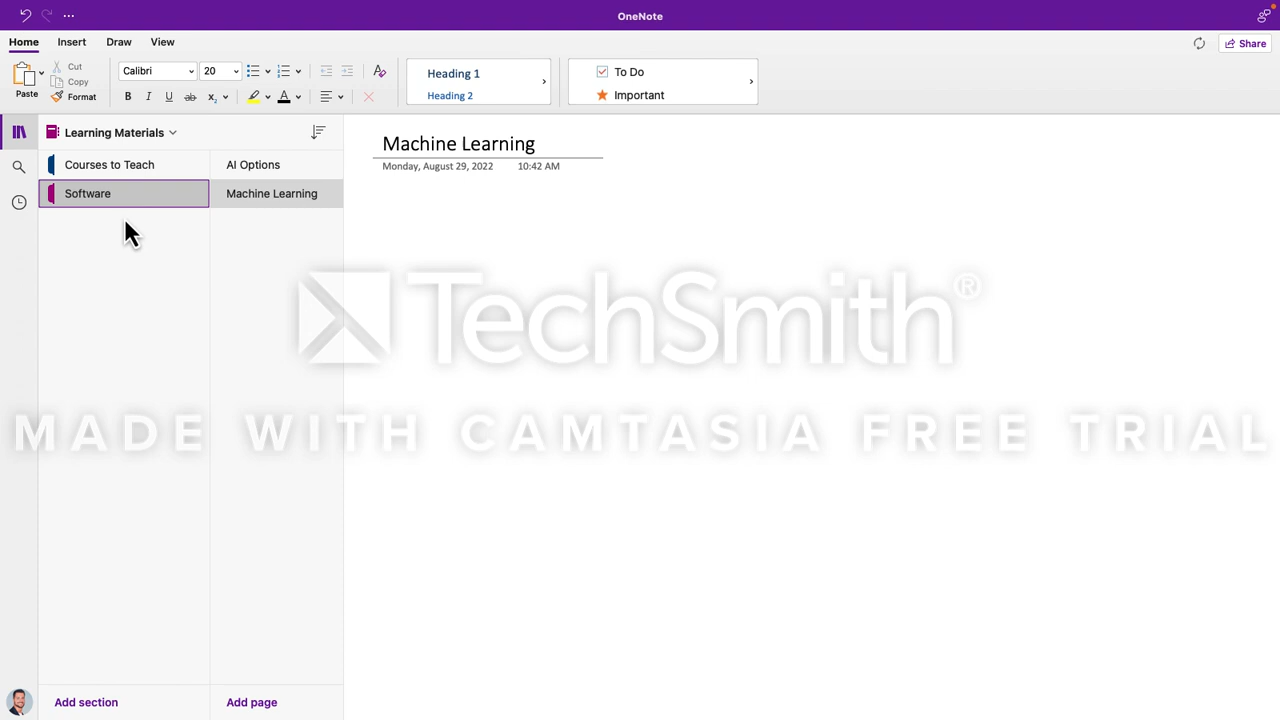 OneNote
Home Insert Draw View
Share
Paste
Cut
Copy
Format
Calibri 20
B I U ab x₂ A
Heading 1
Heading 2
To Do
Important
Learning Materials
Courses to Teach
Software
AI Options
Machine Learning
Machine Learning
Monday, August 29, 2022 10:42 AM
TechSmith®
MADE WITH CAMTASIA FREE TRIAL
Add section
Add page